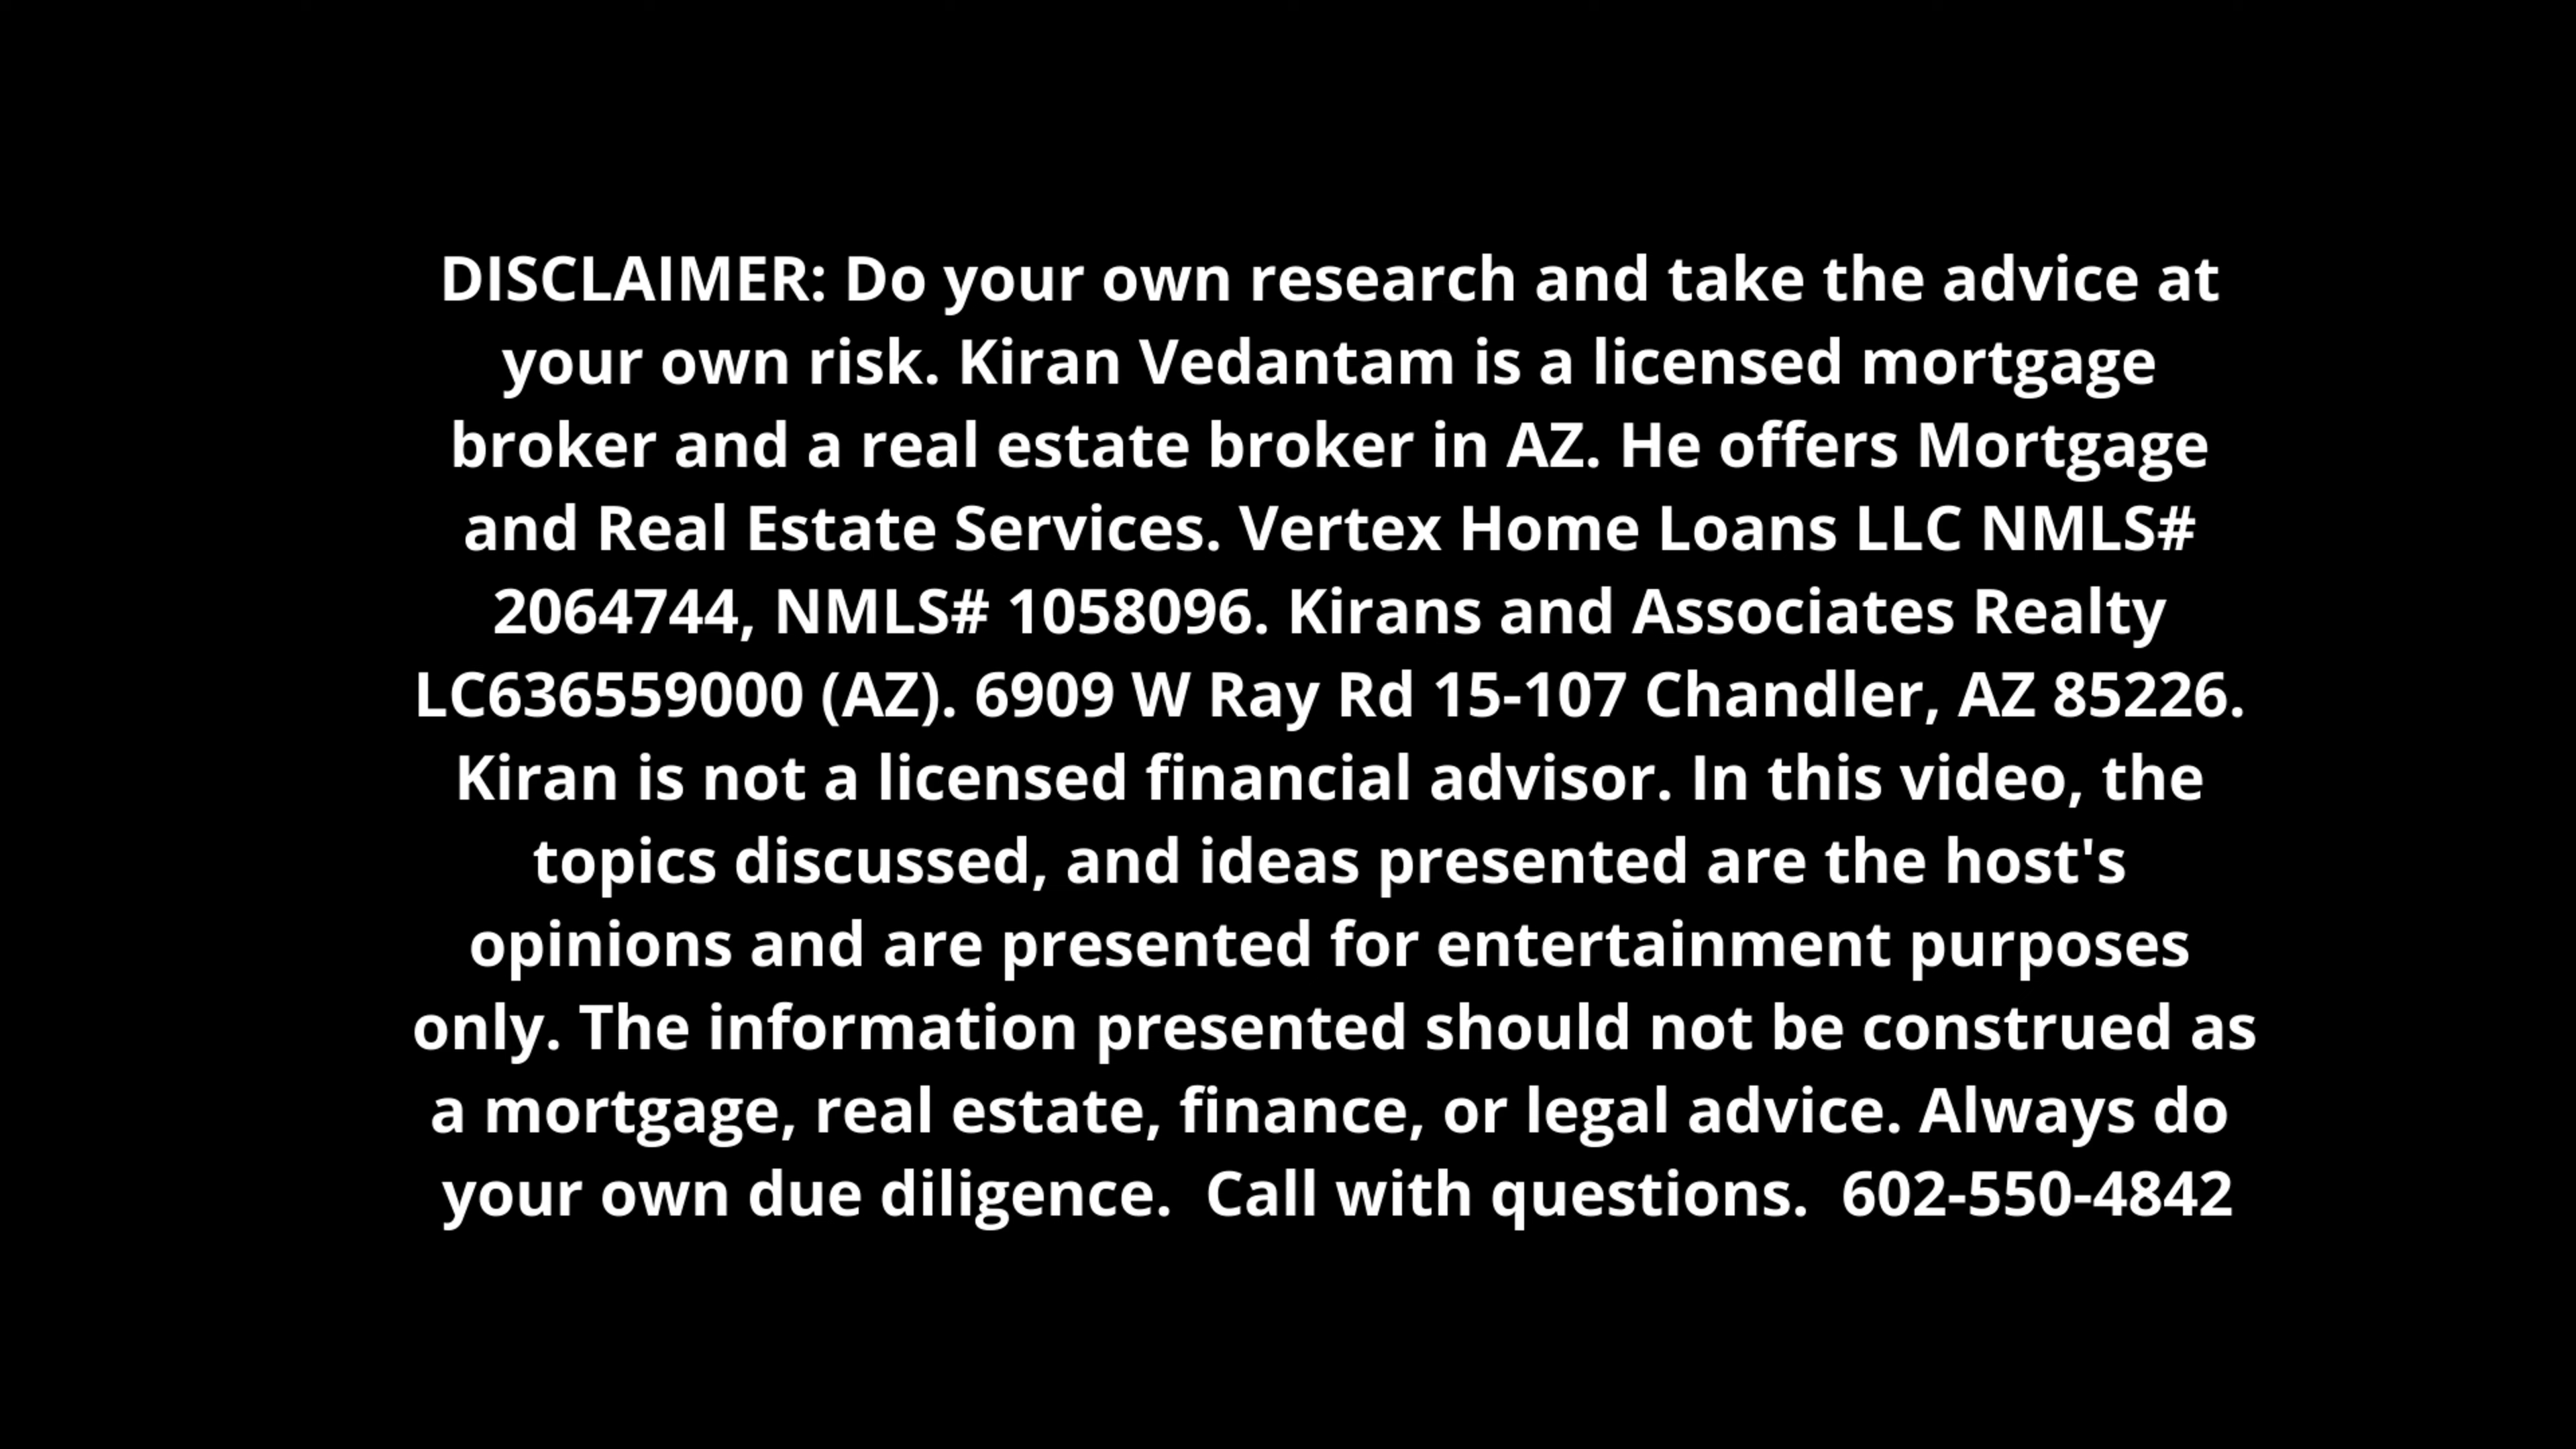 DISCLAIMER: Do your own research and take the advice at
your own risk. Kiran Vedantam is a licensed mortgage
broker and a real estate broker in AZ. He offers Mortgage
and Real Estate Services. Vertex Home Loans LLC NMLS#
2064744, NMLS# 1058096. Kirans and Associates Realty
LC636559000 (AZ). 6909 W Ray Rd 15-107 Chandler, AZ 85226.
Kiran is not a licensed financial advisor. In this video, the
topics discussed, and ideas presented are the host's
opinions and are presented for entertainment purposes
only. The information presented should not be construed as
a mortgage, real estate, finance, or legal advice. Always do
your own due diligence.  Call with questions.  602-550-4842